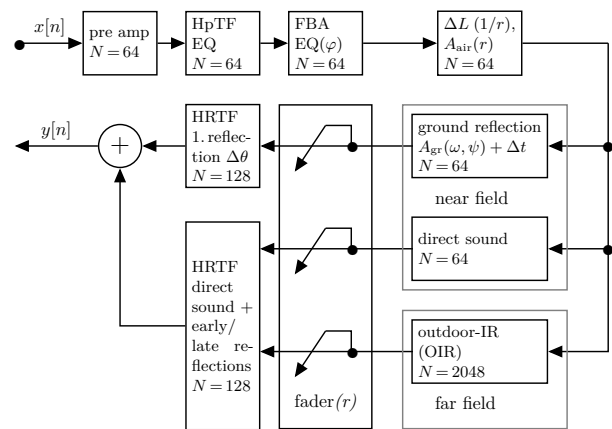 x[n]
pre amp
N = 64
HpTF
EQ
N = 64
FBA
EQ(φ)
N = 64
ΔL (1/r),
A_air(r)
N = 64
y[n]
+
HRTF
1. reflec-
tion Δθ
N = 128
ground reflection
A_gr(ω, ψ) + Δt
N = 64
near field
direct sound
N = 64
HRTF
direct
sound +
early/
late re-
flections
N = 128
outdoor-IR
(OIR)
N = 2048
far field
fader(r)